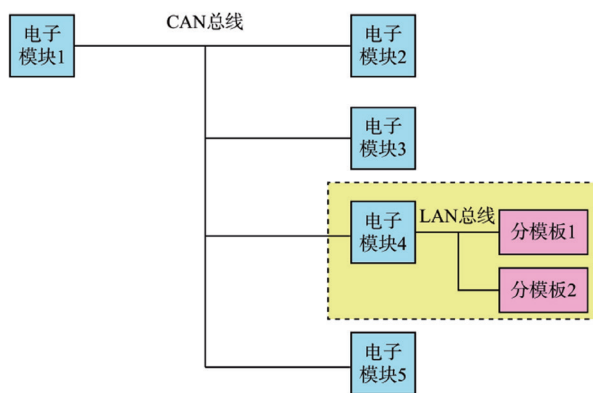 CAN总线
电子
模块1
电子
模块2
电子
模块3
电子
模块4
LAN总线
分模板1
分模板2
电子
模块5